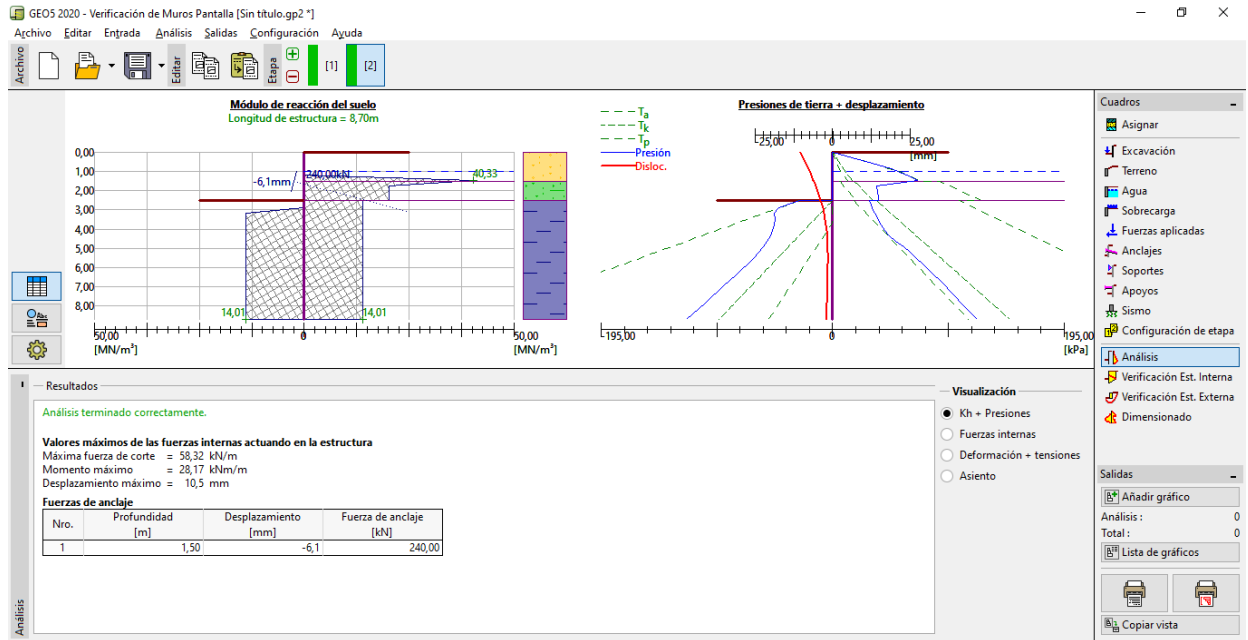 GEO5 2020 - Verificación de Muros Pantalla [Sin título.gp2 *]
Archivo Editar Entrada Análisis Salidas Configuración Ayuda
Archivo
Editar
Etapa
[1]
[2]
Módulo de reacción del suelo
Longitud de estructura = 8,70m
0,00
1,00
2,00
3,00
4,00
5,00
6,00
7,00
8,00
-6,1mm
240,00kN
40,33
14,01
14,01
50,00
0
50,00
[MN/m³]
[MN/m³]
Presiones de tierra + desplazamiento
Ta
Tk
Tp
Presión
Disloc.
-25,00
0
25,00
[mm]
-195,00
0
195,00
[kPa]
Cuadros
Asignar
Excavación
Terreno
Agua
Sobrecarga
Fuerzas aplicadas
Anclajes
Soportes
Apoyos
Sismo
Configuración de etapa
Análisis
Verificación Est. Interna
Verificación Est. Externa
Dimensionado
Resultados
Análisis terminado correctamente.
Valores máximos de las fuerzas internas actuando en la estructura
Máxima fuerza de corte = 58,32 kN/m
Momento máximo = 28,17 kNm/m
Desplazamiento máximo = 10,5 mm
Fuerzas de anclaje
Nro. Profundidad Desplazamiento Fuerza de anclaje
[m] [mm] [kN]
1 1,50 -6,1 240,00
Análisis
Visualización
Kh + Presiones
Fuerzas internas
Deformación + tensiones
Asiento
Salidas
Añadir gráfico
Análisis : 0
Total : 0
Lista de gráficos
Copiar vista